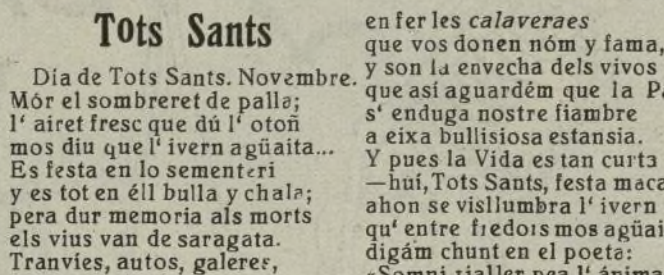 Tots Sants
Día de Tots Sants. Novembre.
Mór el sombreret de palla;
l' airet fresc que dú l' otoñ
mos diu que l' ivern agüaita...
Es festa en lo sementeri
y es tot en éll bulla y chala;
pera dur memoria als morts
els vius van de saragata.
Tranvíes, autos, galeres,
en fer les calaveraes
que vos donen nóm y fama,
y son la envecha dels vivos
que así aguardém que la
s' enduga nostre fiambre
a eixa bullisiosa estansia.
Y pues la Vida es tan curta
—huí, Tots Sants, festa
ahon se visllumbra l' ivern
qu' entre fredors mos
digám chunt en el poeta: